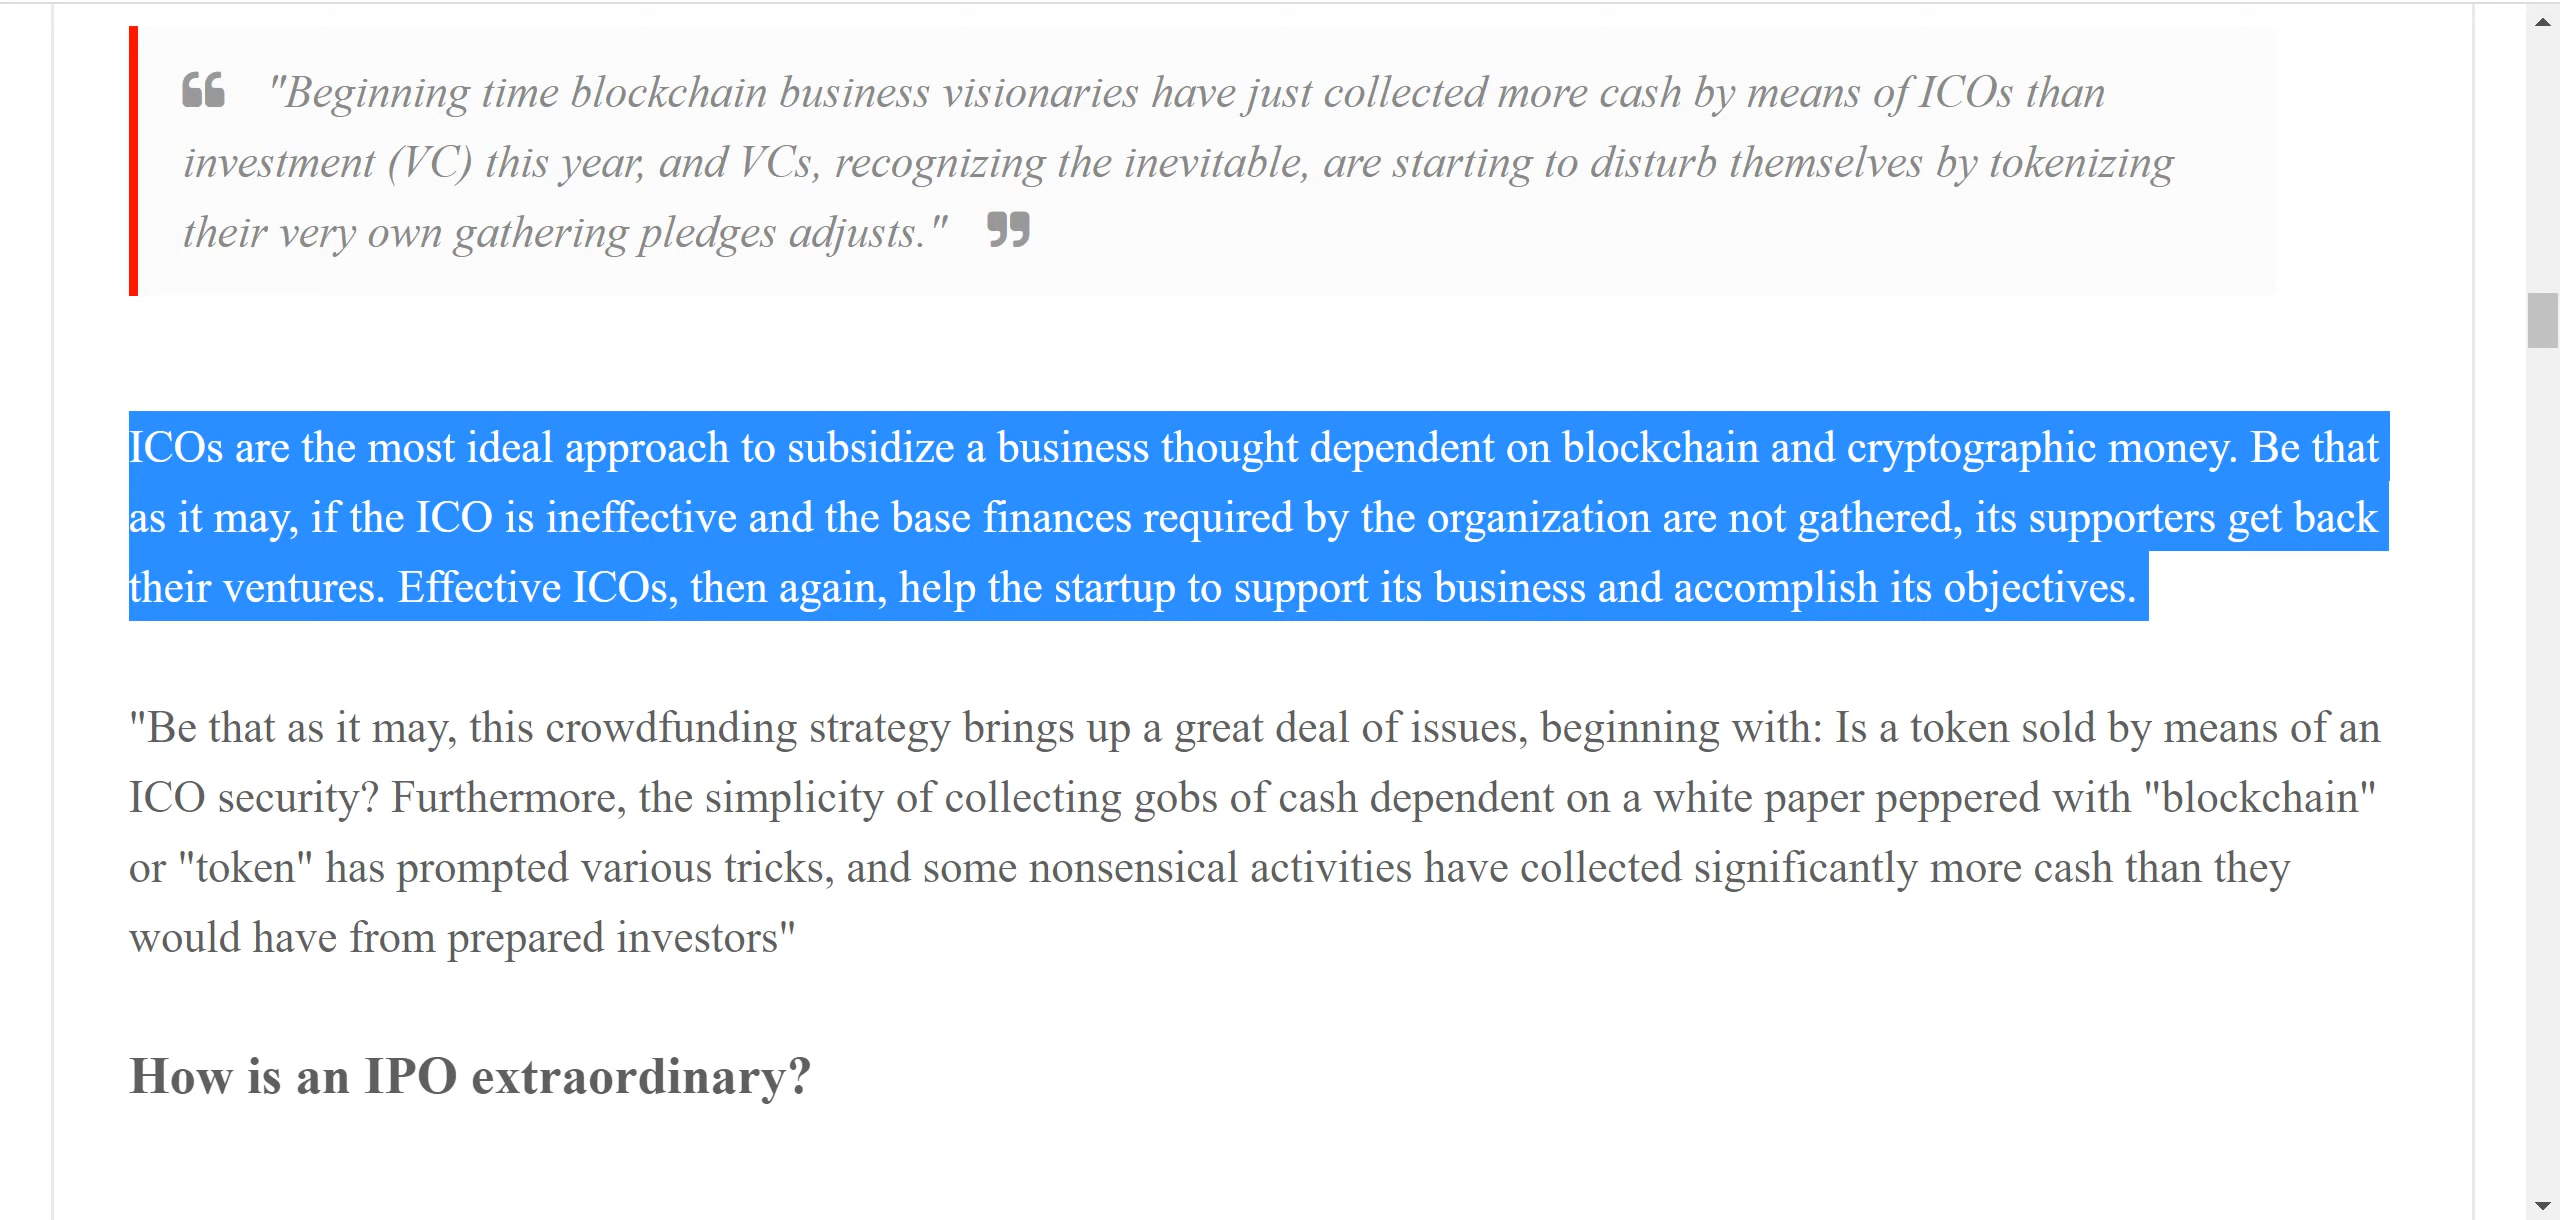 "Beginning time blockchain business visionaries have just collected more cash by means of ICOs than
investment (VC) this year, and VCs, recognizing the inevitable, are starting to disturb themselves by tokenizing
their very own gathering pledges adjusts."
ICOs are the most ideal approach to subsidize a business thought dependent on blockchain and cryptographic money. Be that
as it may, if the ICO is ineffective and the base finances required by the organization are not gathered, its supporters get back
their ventures. Effective ICOs, then again, help the startup to support its business and accomplish its objectives.
"Be that as it may, this crowdfunding strategy brings up a great deal of issues, beginning with: Is a token sold by means of an
ICO security? Furthermore, the simplicity of collecting gobs of cash dependent on a white paper peppered with "blockchain"
or "token" has prompted various tricks, and some nonsensical activities have collected significantly more cash than they
would have from prepared investors"
How is an IPO extraordinary?